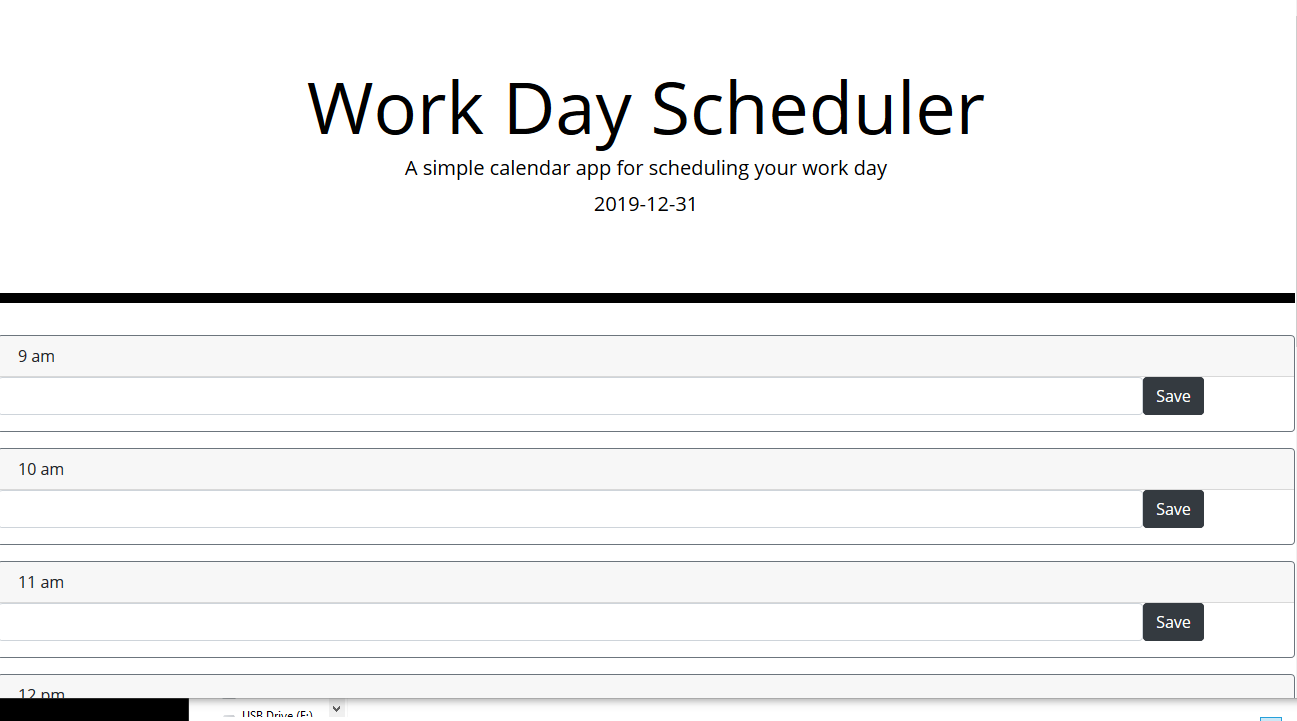 Work Day Scheduler
A simple calendar app for scheduling your work day
2019-12-31
9 am
Save
10 am
Save
11 am
Save
12 pm
USB Drive (F:)